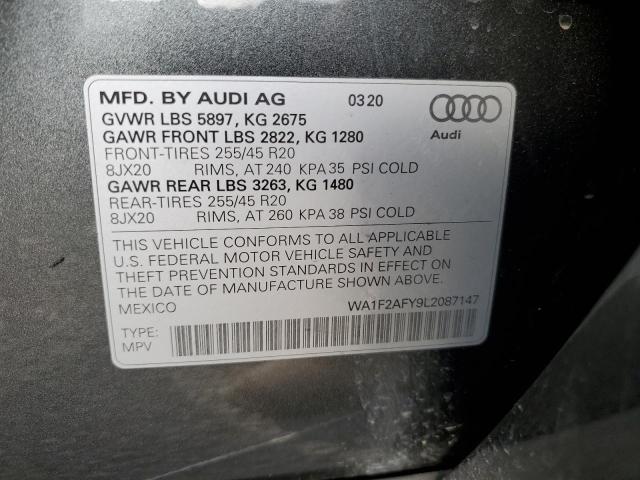 MFD. BY AUDI AG 0320
Audi
GVWR LBS 5897, KG 2675
GAWR FRONT LBS 2822, KG 1280
FRONT-TIRES 255/45 R20
8JX20 RIMS, AT 240 KPA 35 PSI COLD
GAWR REAR LBS 3263, KG 1480
REAR-TIRES 255/45 R20
8JX20 RIMS, AT 260 KPA 38 PSI COLD
THIS VEHICLE CONFORMS TO ALL APPLICABLE
U.S. FEDERAL MOTOR VEHICLE SAFETY AND
THEFT PREVENTION STANDARDS IN EFFECT ON
THE DATE OF MANUFACTURE SHOWN ABOVE.
MEXICO WA1F2AFY9L2087147
TYPE:
MPV